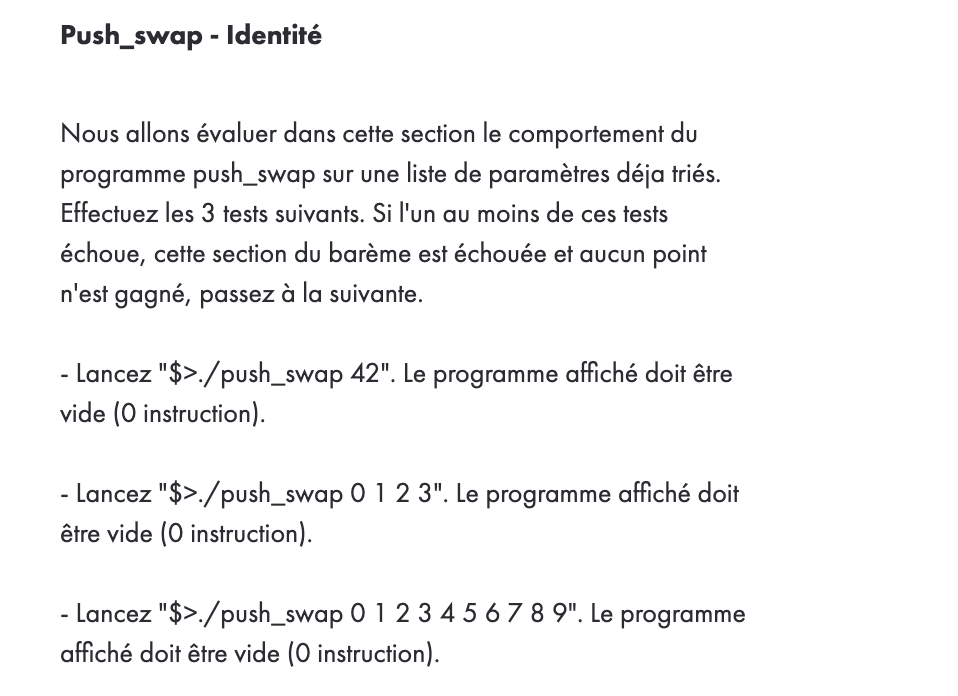 Push_swap - Identité
Nous allons évaluer dans cette section le comportement du
programme push_swap sur une liste de paramètres déja triés.
Effectuez les 3 tests suivants. Si l'un au moins de ces tests
échoue, cette section du barème est échouée et aucun point
n'est gagné, passez à la suivante.
- Lancez "$>./push_swap 42". Le programme affiché doit être
vide (0 instruction).
- Lancez "$>./push_swap 0 1 2 3". Le programme affiché doit
être vide (0 instruction).
- Lancez "$>./push_swap 0 1 2 3 4 5 6 7 8 9". Le programme
affiché doit être vide (0 instruction).